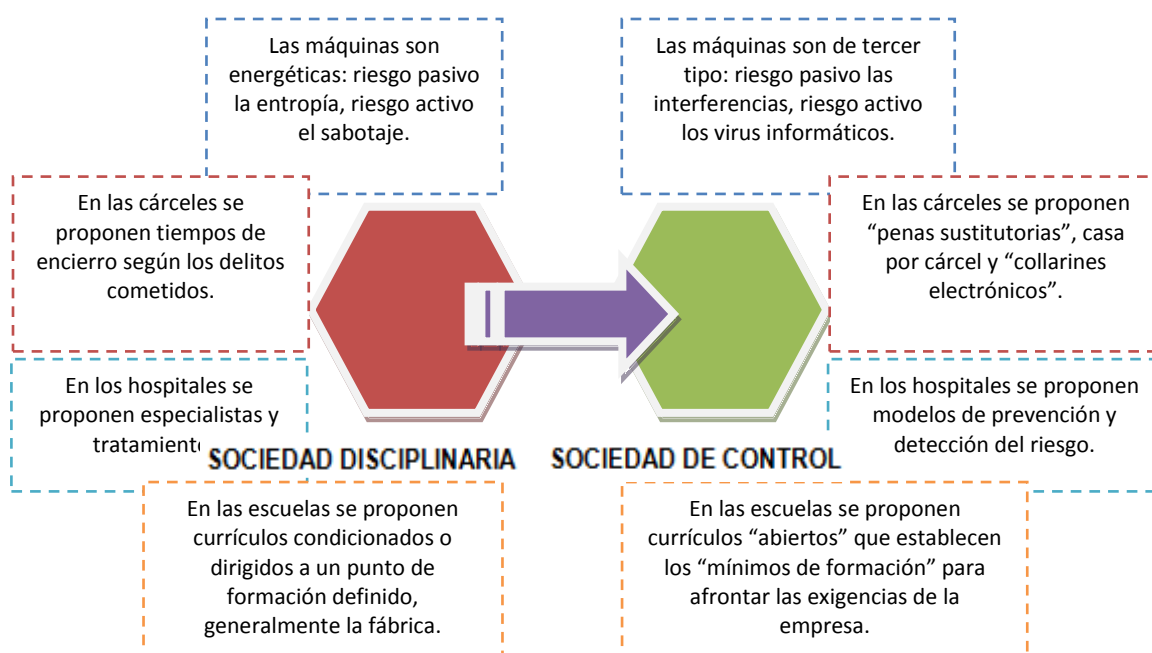 Las máquinas son
energéticas: riesgo pasivo
la entropía, riesgo activo
el sabotaje.
Las máquinas son de tercer
tipo: riesgo pasivo las
interferencias, riesgo activo
los virus informáticos.
En las cárceles se
proponen tiempos de
encierro según los delitos
cometidos.
En las cárceles se proponen
“penas sustitutorias”, casa
por cárcel y “collarines
electrónicos”.
En los hospitales se
proponen especialistas y
En los hospitales se proponen
modelos de prevención y
detección del riesgo.
SOCIEDAD DISCIPLINARIA
SOCIEDAD DE CONTROL
En las escuelas se proponen
currículos condicionados o
dirigidos a un punto de
formación definido,
generalmente la fábrica.
En las escuelas se proponen
currículos “abiertos” que establecen
los “mínimos de formación” para
afrontar las exigencias de la
empresa.